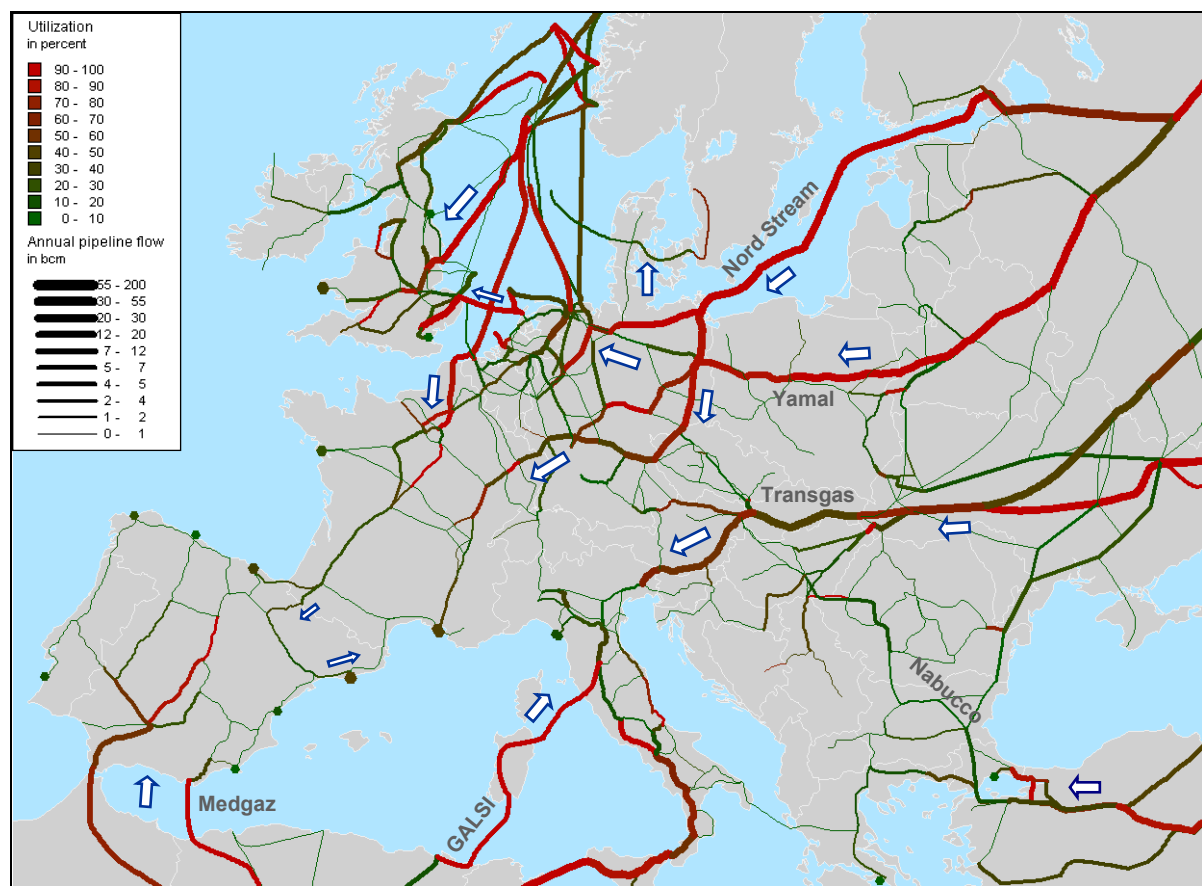 Utilization
in percent
90 - 100
80 - 90
70 - 80
60 - 70
50 - 60
40 - 50
30 - 40
20 - 30
10 - 20
0 - 10
Annual pipeline flow
in bcm
55 - 200
30 - 55
20 - 30
12 - 20
7 - 12
5 - 7
4 - 5
2 - 4
1 - 2
0 - 1
Nord Stream
Yamal
Transgas
Nabucco
Medgaz
GALSI